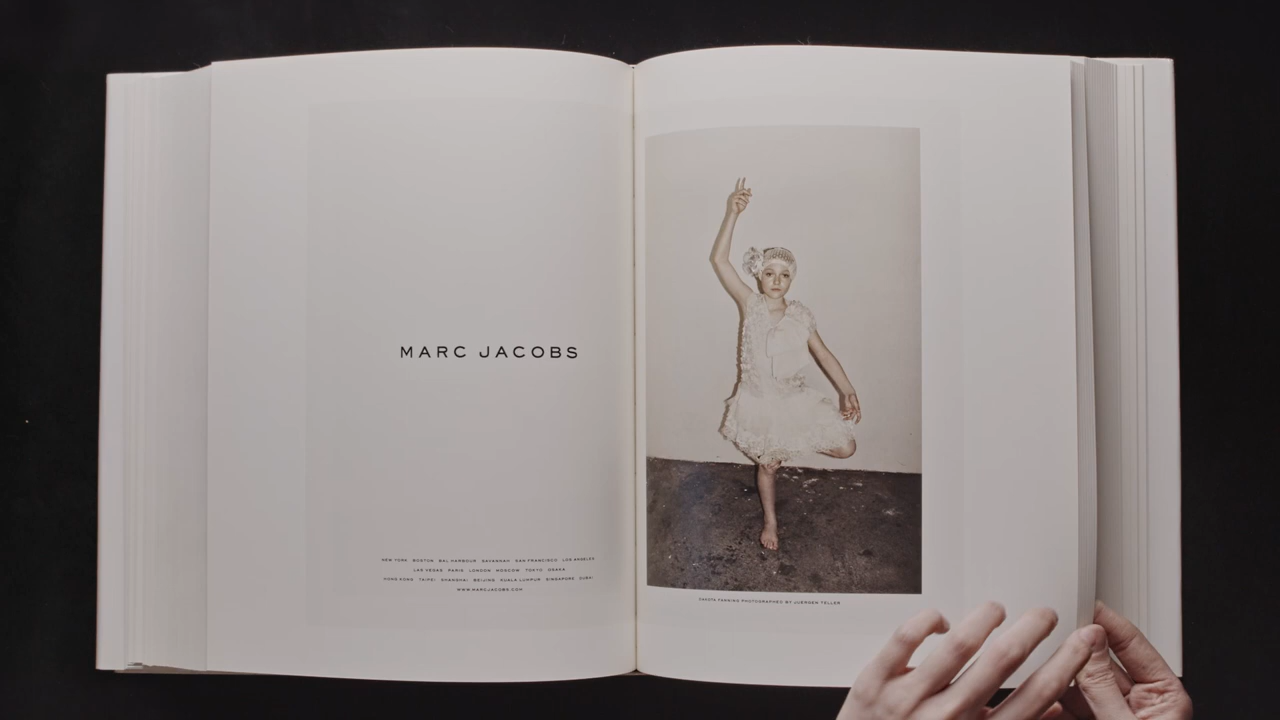 MARC JACOBS
NEW YORK BOSTON BAL HARBOUR SAVANNAH SAN FRANCISCO LOS ANGELES
LAS VEGAS PARIS LONDON MOSCOW TOKYO OSAKA
HONG KONG TAIPEI SHANGHAI BEIJING KUALA LUMPUR SINGAPORE DUBAI
WWW.MARCJACOBS.COM
DAKOTA FANNING PHOTOGRAPHED BY JUERGEN TELLER